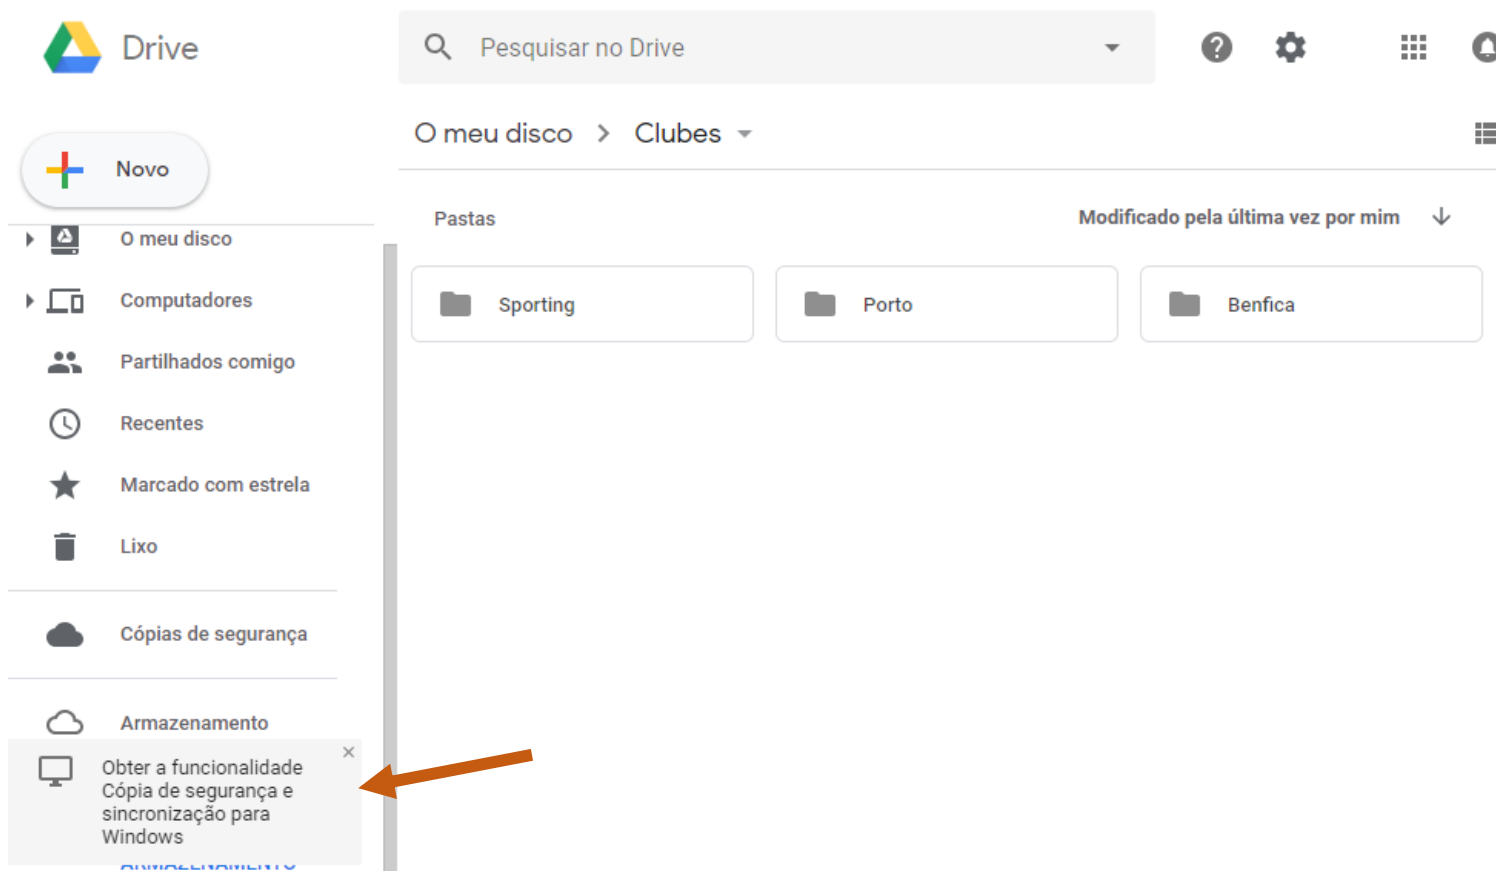 Drive
Pesquisar no Drive
O meu disco > Clubes
Novo
Pastas
Modificado pela última vez por mim
O meu disco
Computadores
Partilhados comigo
Recentes
Marcado com estrela
Lixo
Cópias de segurança
Armazenamento
Obter a funcionalidade
Cópia de segurança e
sincronização para
Windows
ARMAZENAMENTO
Sporting
Porto
Benfica